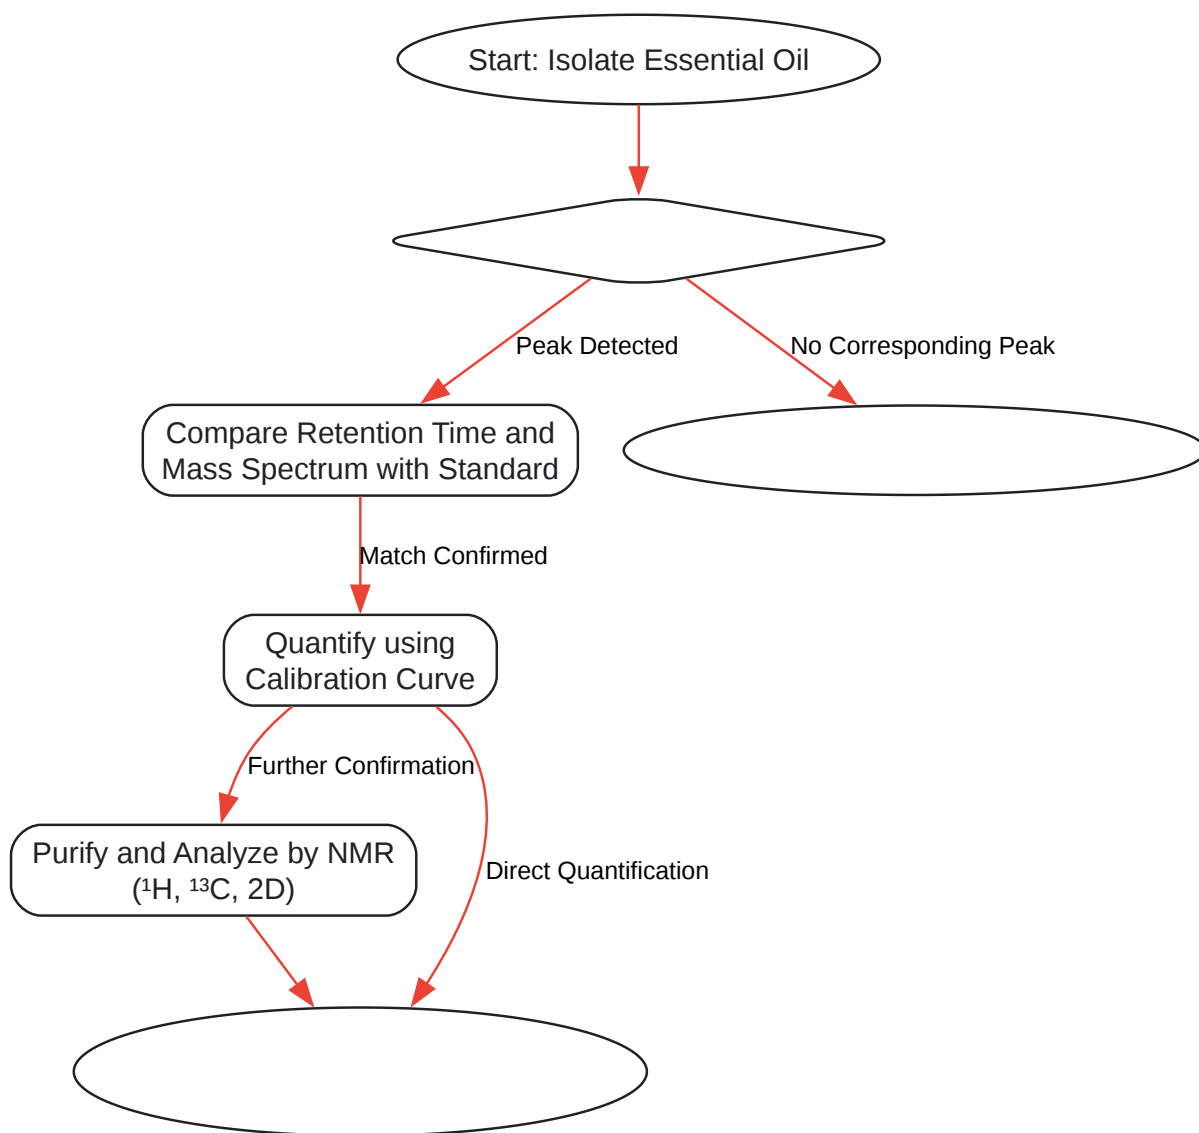 Start: Isolate Essential Oil
Peak Detected
No Corresponding Peak
Compare Retention Time and
Mass Spectrum with Standard
Match Confirmed
Quantify using
Calibration Curve
Further Confirmation
Purify and Analyze by NMR
(¹H, ¹³C, 2D)
Direct Quantification